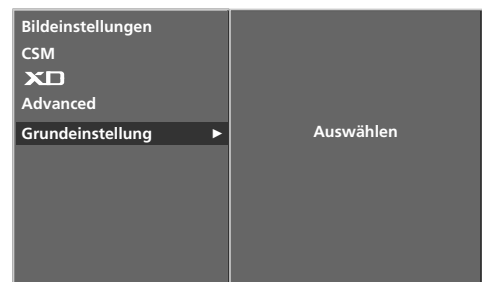 Bildeinstellungen
CSM
XD
Advanced
Grundeinstellung ►
Auswählen